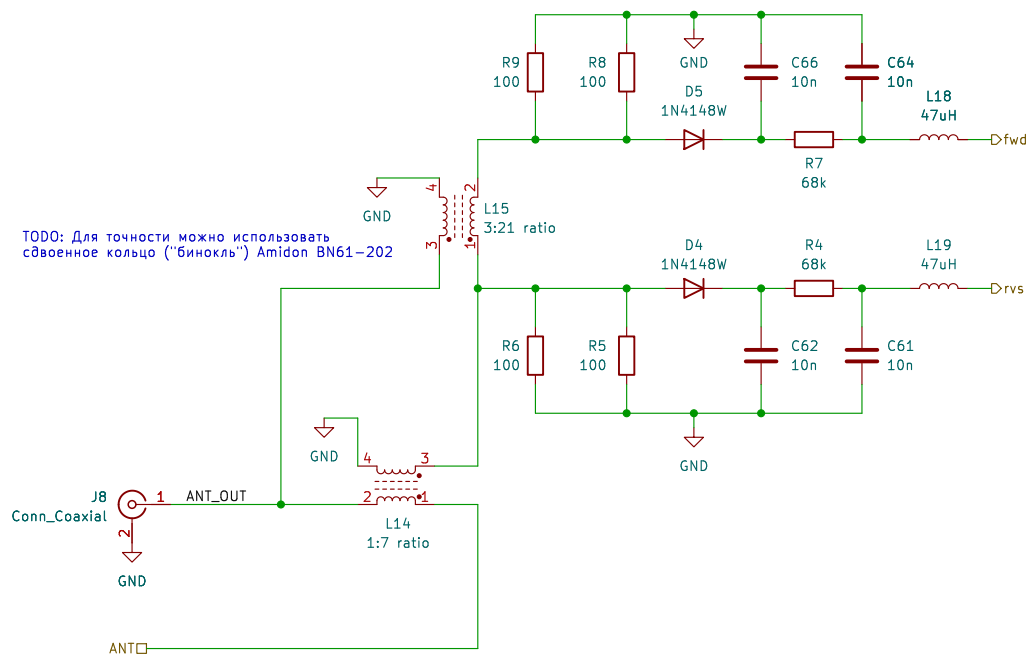 R9
100
R8
100
GND
C66
10n
C64
10n
D5
1N4148W
L18
47uH
fwd
R7
68k
4
2
GND
L15
3:21 ratio
3
1
TODO: Для точности можно использовать
сдвоенное кольцо ("бинокль") Amidon BN61-202
D4
1N4148W
R4
68k
L19
47uH
rvs
R6
100
R5
100
C62
10n
C61
10n
GND
GND
4
3
2
1
L14
1:7 ratio
J8
Conn_Coaxial
1
ANT_OUT
2
GND
ANT